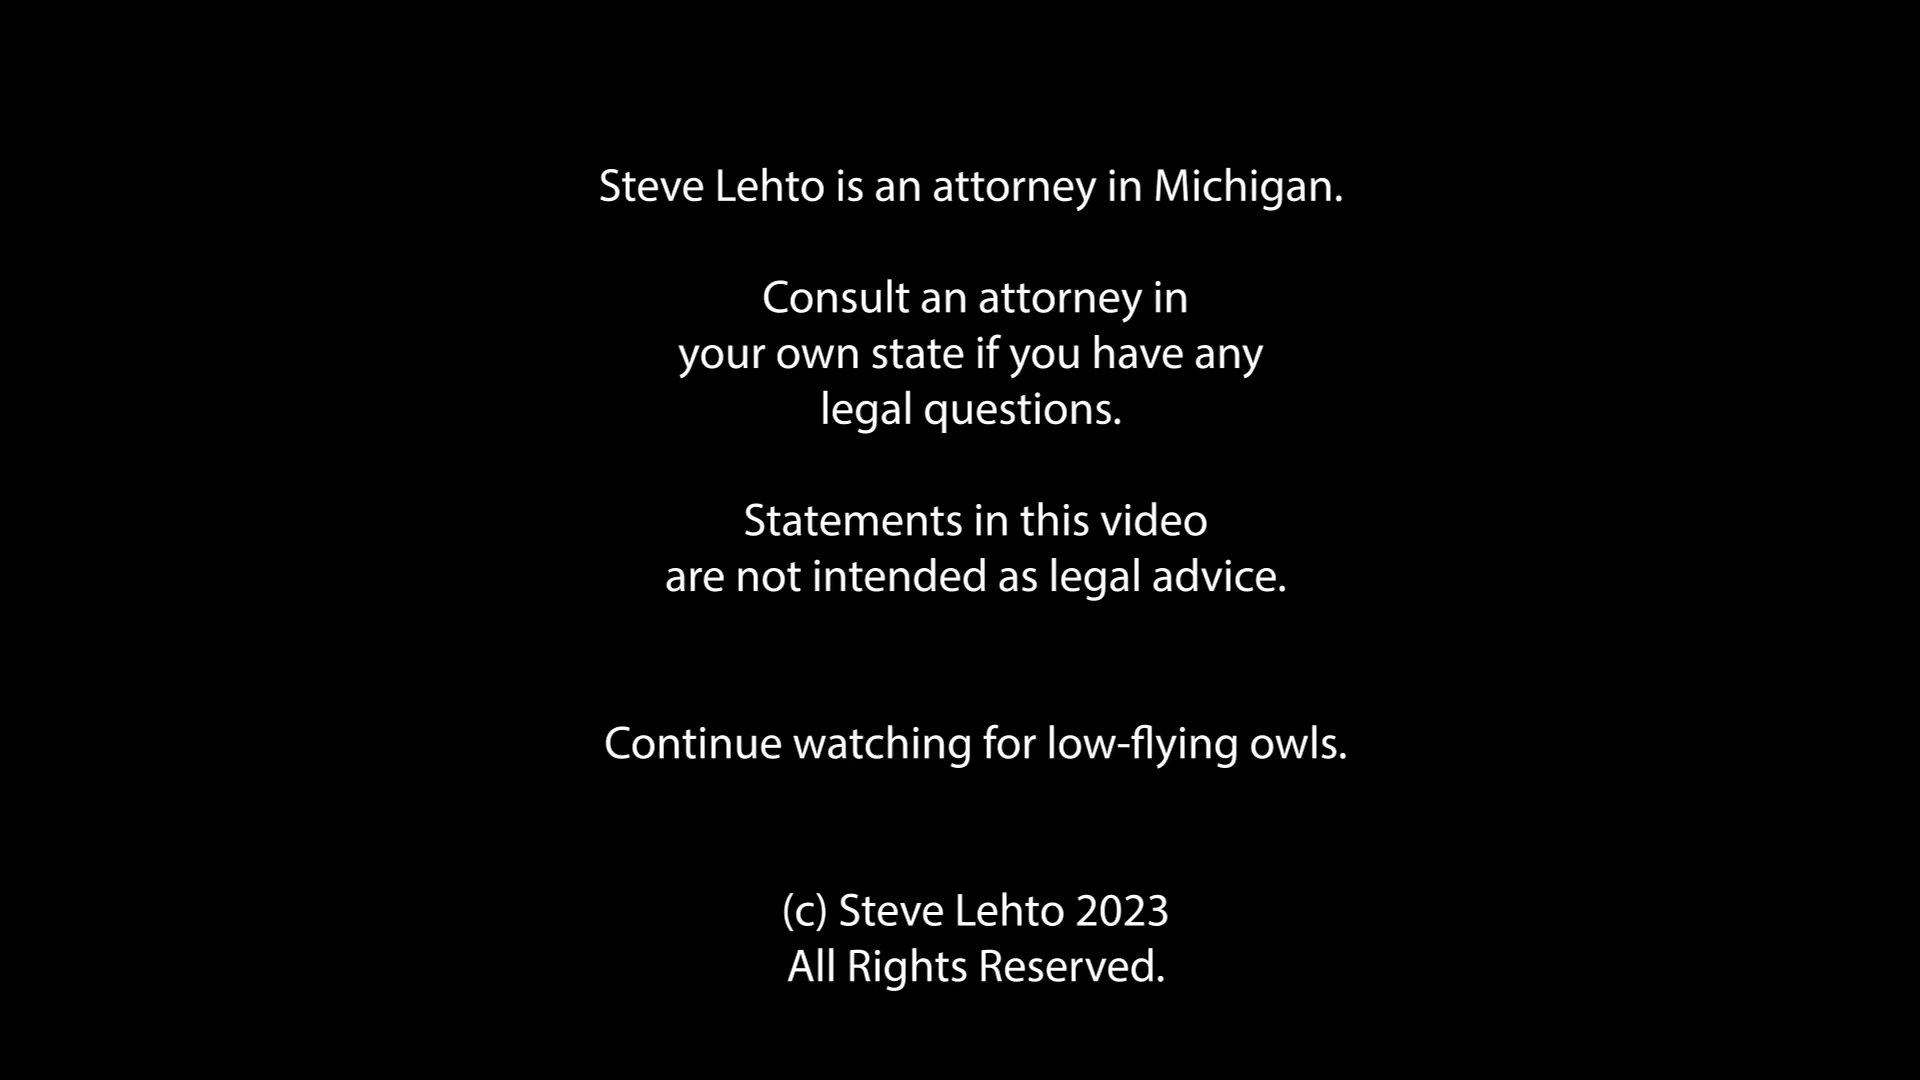 Steve Lehto is an attorney in Michigan.
Consult an attorney in
your own state if you have any
legal questions.
Statements in this video
are not intended as legal advice.
Continue watching for low-flying owls.
(c) Steve Lehto 2023
All Rights Reserved.